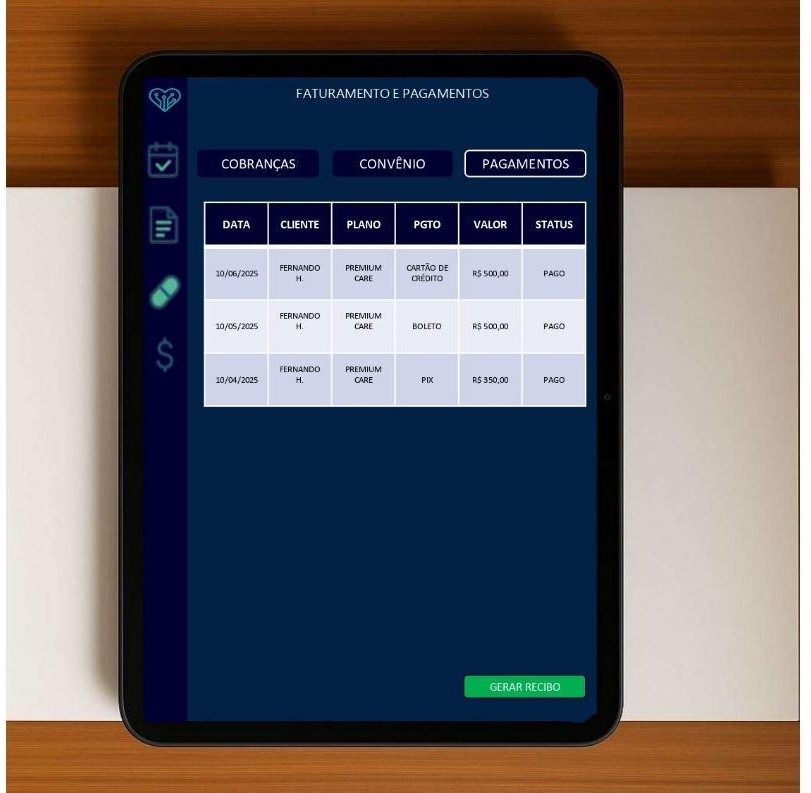 FATURAMENTO E PAGAMENTOS
COBRANÇAS CONVÊNIO PAGAMENTOS
DATA CLIENTE PLANO PGTO VALOR STATUS
10/06/2025 FERNANDO H. PREMIUM CARE CARTÃO DE CRÉDITO R$ 500,00 PAGO
10/05/2025 FERNANDO H. PREMIUM CARE BOLETO R$ 500,00 PAGO
10/04/2025 FERNANDO H. PREMIUM CARE PIX R$ 350,00 PAGO
GERAR RECIBO